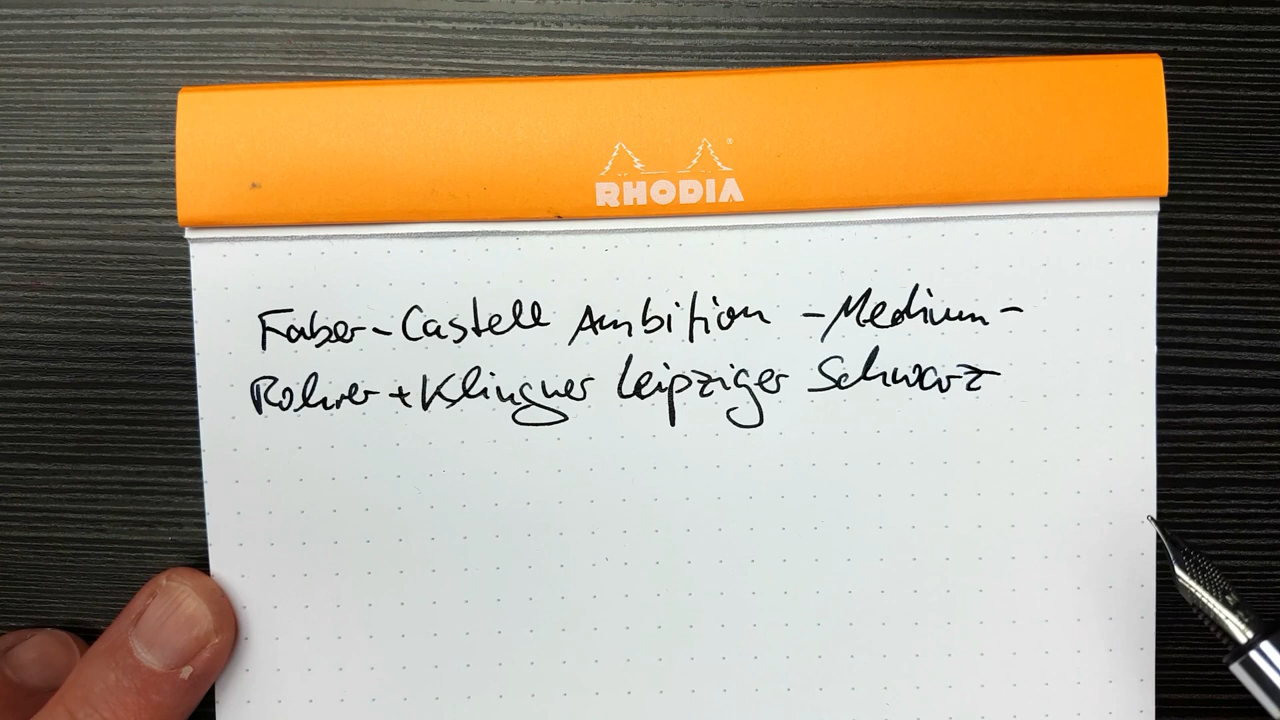 RHODIA
Faber-Castell Ambition -Medium-
Rohrer + Klingner Leipziger Schwarz